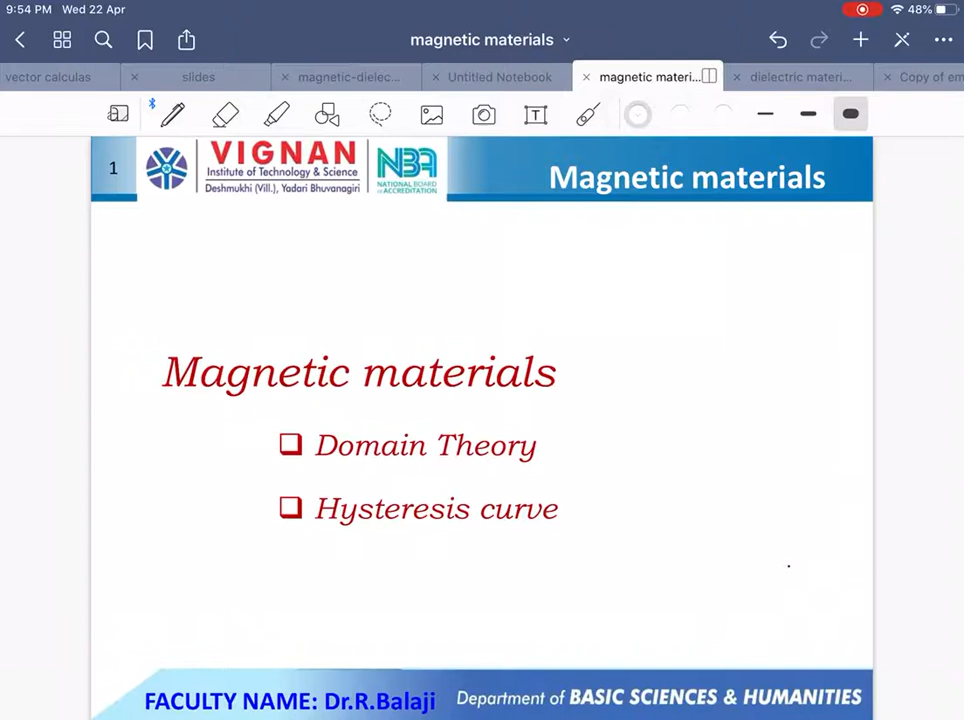 9:54 PM Wed 22 Apr
48%
magnetic materials
vector calculas
slides
magnetic-dielec...
Untitled Notebook
magnetic materi...
dielectric materi...
Copy of em
T
1
VIGNAN
Institute of Technology & Science
Deshmukhi (Vill.), Yadari Bhuvanagiri
NBA
NATIONAL BOARD
of ACCREDITATION
Magnetic materials
Magnetic materials
Domain Theory
Hysteresis curve
FACULTY NAME: Dr.R.Balaji
Department of BASIC SCIENCES & HUMANITIES